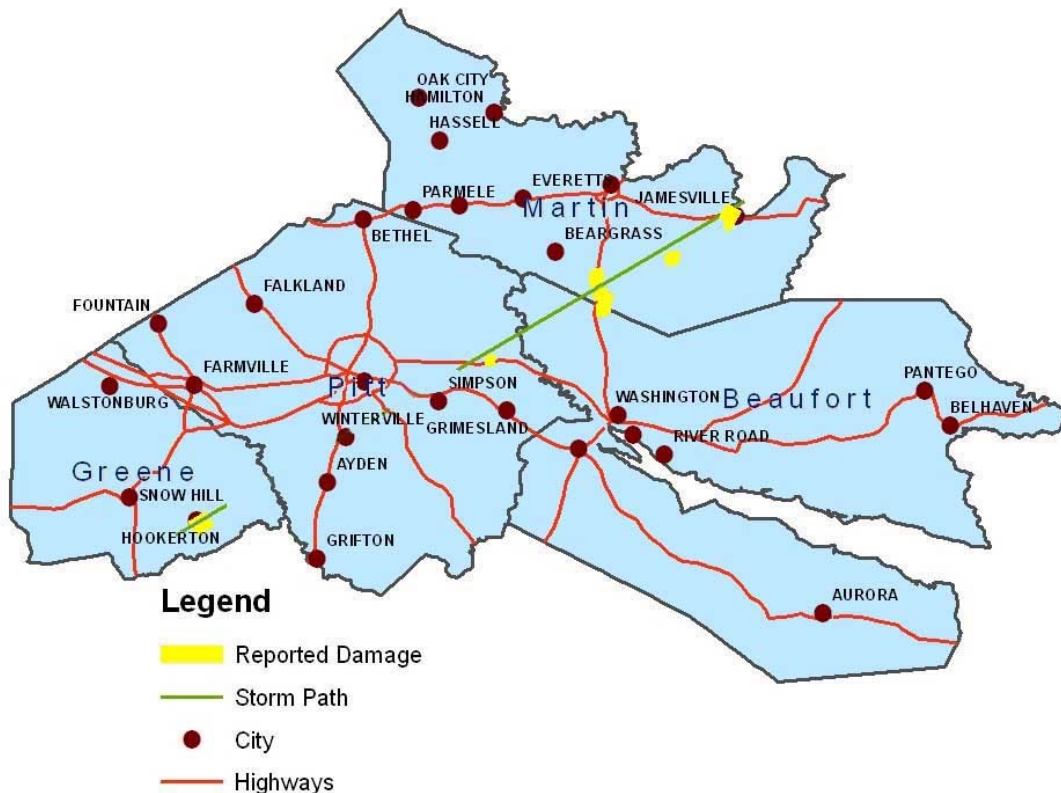 OAK CITY
HAMILTON
HASSELL
EVERETTS
PARMELE
JAMESVILLE
Martin
BETHEL
BEARGRASS
FALKLAND
FOUNTAIN
FARMVILLE
SIMPSON
PANTEGO
WALSTONBURG
Pitt
WASHINGTON
Beaufort
WINTERVILLE
GRIMESLAND
BELHAVEN
RIVER ROAD
AYDEN
Greene
SNOW HILL
HOOKERTON
GRIFTON
AURORA
Legend
Reported Damage
Storm Path
City
Highways